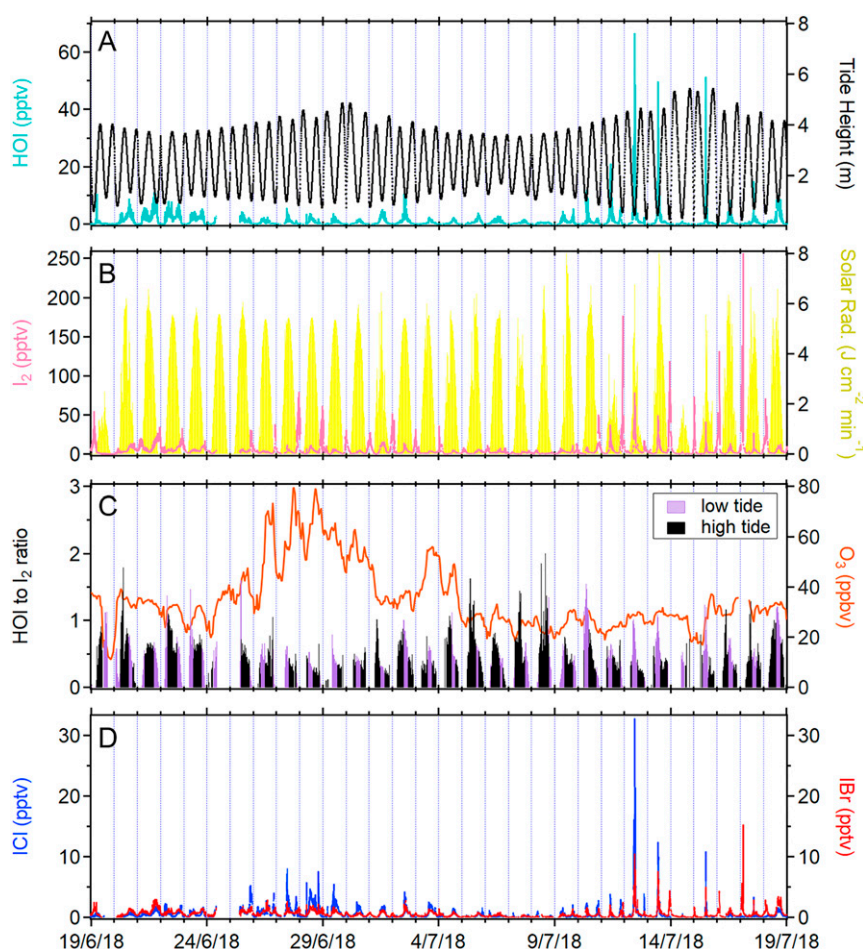 A
HOI (pptv)
60
40
20
0
Tide Height (m)
8
6
4
2
B
I₂ (pptv)
250
200
150
100
50
0
Solar Rad. (J cm⁻² min⁻¹)
8
6
4
2
0
C
HOI to I₂ ratio
3
2
1
0
low tide
high tide
O₃ (ppbv)
80
60
40
20
0
D
ICl (pptv)
30
20
10
0
IBr (pptv)
30
20
10
0
19/6/18 24/6/18 29/6/18 4/7/18 9/7/18 14/7/18 19/7/18